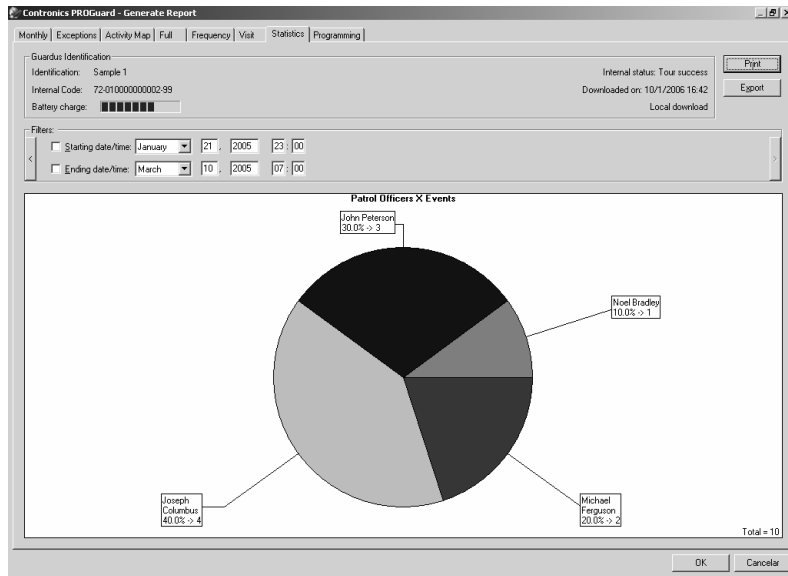 Contronics PROGuard - Generate Report
Monthly Exceptions Activity Map Full Frequency Visit Statistics Programming
Guardus Identification
Identification: Sample 1
Internal status: Tour success
Print
Internal Code: 72-010000000002-99
Downloaded on: 10/1/2006 16:42
Export
Battery charge:
Local download
Filters:
< Starting date/time: January 21 , 2005 23 : 00 >
Ending date/time: March 10 , 2005 07 : 00
Patrol Officers X Events
John Peterson
30.0% -> 3
Noel Bradley
10.0% -> 1
Joseph
Columbus
40.0% -> 4
Michael
Ferguson
20.0% -> 2
Total = 10
OK Cancelar